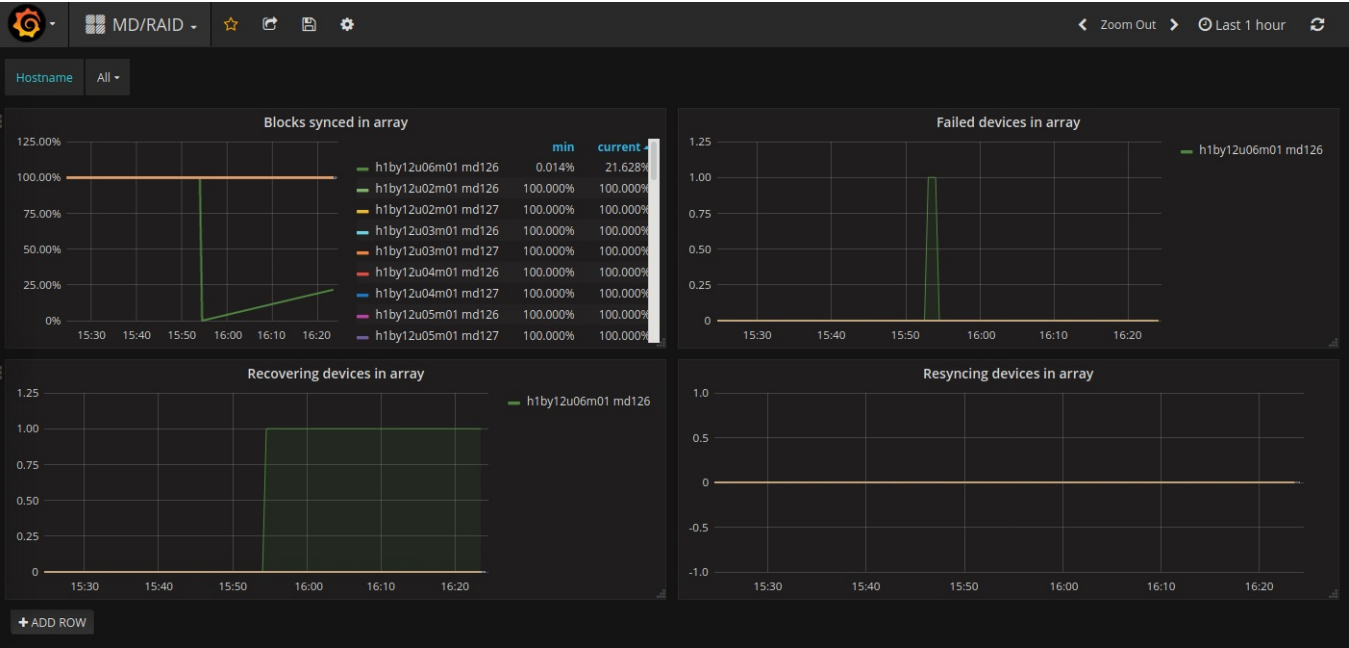 MD/RAID
Zoom Out
Last 1 hour
Hostname All
Blocks synced in array
min current
h1by12u06m01 md126 0.014% 21.628%
h1by12u02m01 md126 100.000% 100.000%
h1by12u02m01 md127 100.000% 100.000%
h1by12u03m01 md126 100.000% 100.000%
h1by12u03m01 md127 100.000% 100.000%
h1by12u04m01 md126 100.000% 100.000%
h1by12u04m01 md127 100.000% 100.000%
h1by12u05m01 md126 100.000% 100.000%
h1by12u05m01 md127 100.000% 100.000%
125.00%
100.00%
75.00%
50.00%
25.00%
0%
15:30 15:40 15:50 16:00 16:10 16:20
Failed devices in array
h1by12u06m01 md126
1.25
1.00
0.75
0.50
0.25
0
15:30 15:40 15:50 16:00 16:10 16:20
Recovering devices in array
h1by12u06m01 md126
1.25
1.00
0.75
0.50
0.25
0
15:30 15:40 15:50 16:00 16:10 16:20
Resyncing devices in array
1.0
0.5
0
-0.5
-1.0
15:30 15:40 15:50 16:00 16:10 16:20
+ ADD ROW